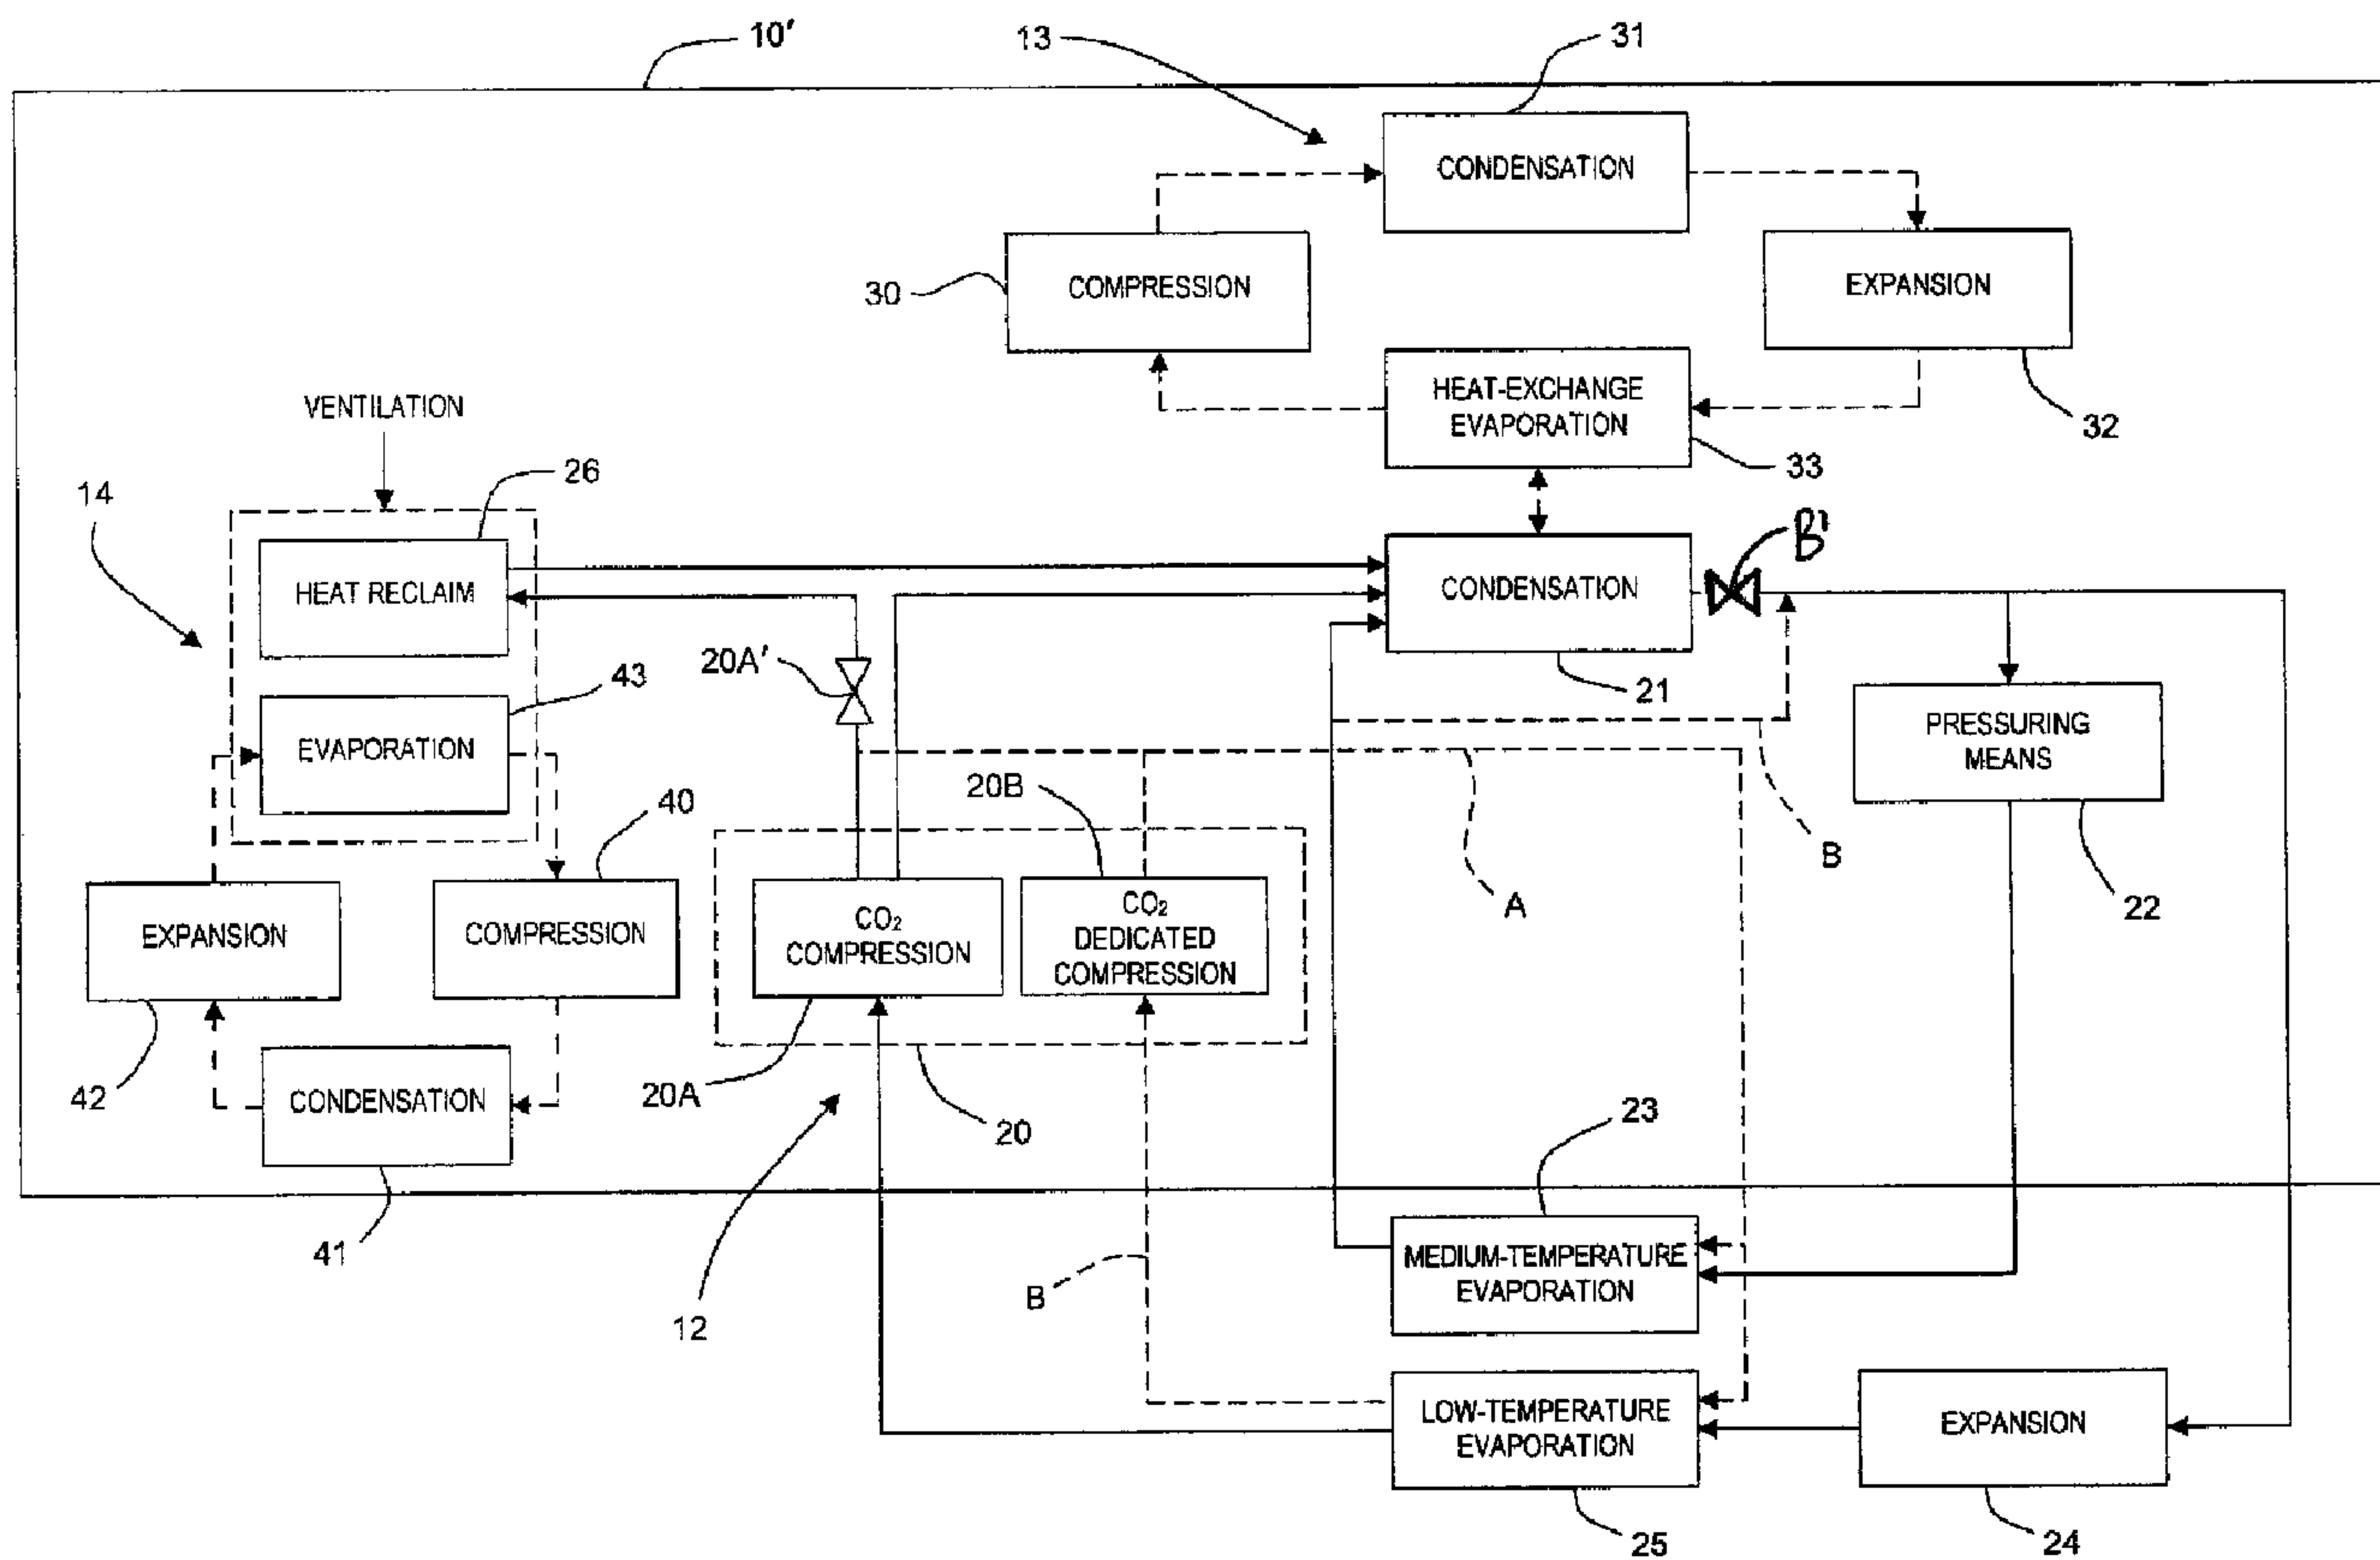 10'
13
31
CONDENSATION
30
COMPRESSION
EXPANSION
32
HEAT-EXCHANGE
EVAPORATION
33
VENTILATION
14
26
HEAT RECLAIM
B'
CONDENSATION
21
20A'
43
EVAPORATION
PRESSURING
MEANS
22
20B
A
B
40
EXPANSION
42
COMPRESSION
CO₂
COMPRESSION
20A
CO₂
DEDICATED
COMPRESSION
20
CONDENSATION
41
12
B
23
MEDIUM-TEMPERATURE
EVAPORATION
LOW-TEMPERATURE
EVAPORATION
25
EXPANSION
24